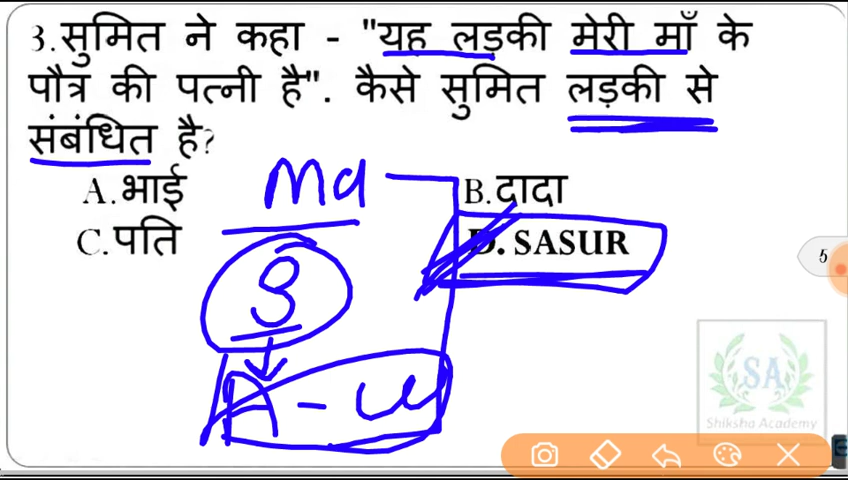 3.सुमित ने कहा - "यह लड़की मेरी माँ के
पौत्र की पत्नी है". कैसे सुमित लड़की से
संबंधित है?
A.भाई
B.दादा
C.पति
D. SASUR
Ma
S
A - w
5
SA
Shiksha Academy